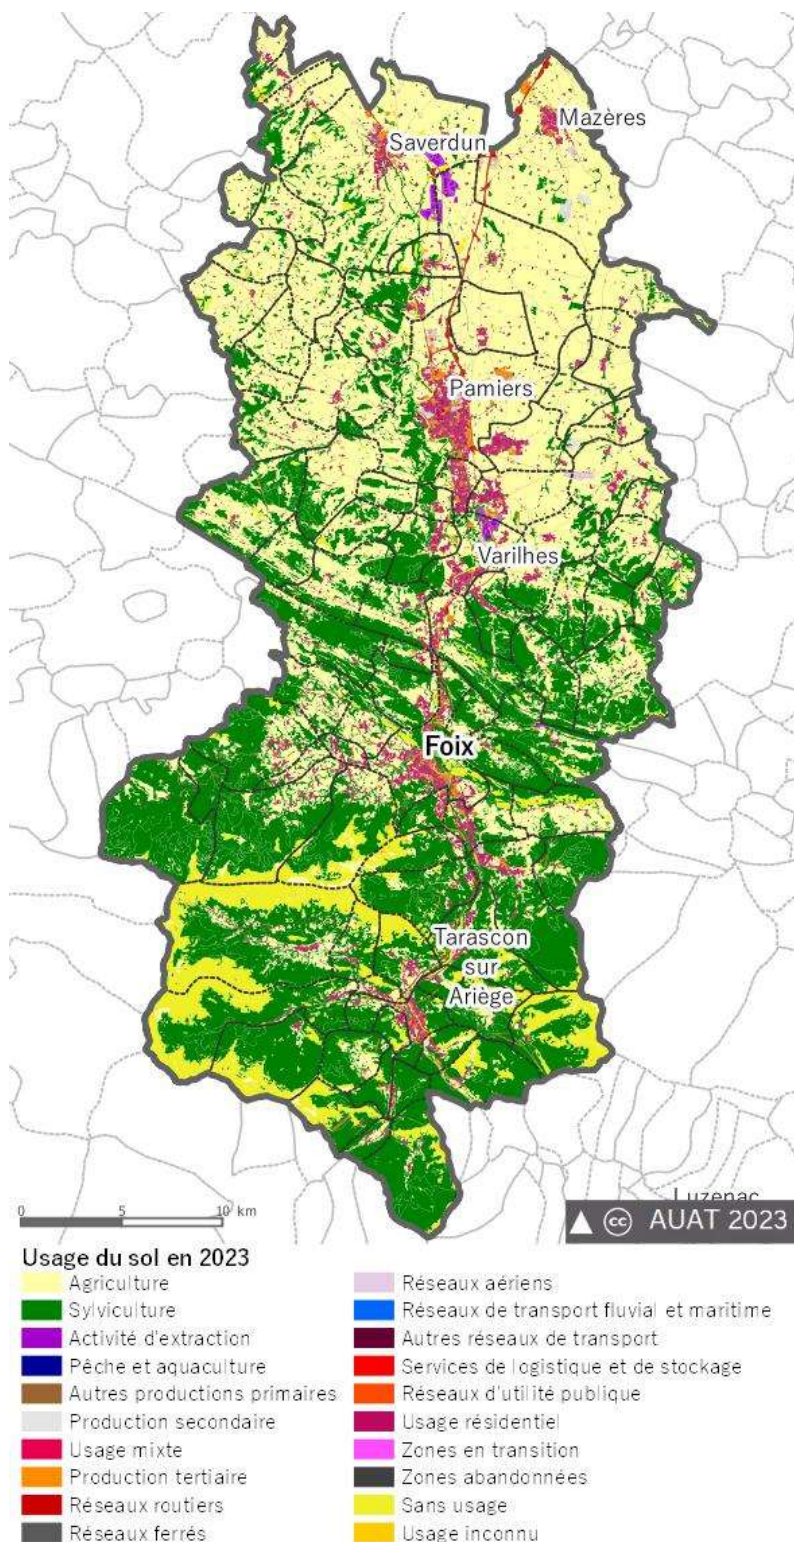 Saverdun
Mazères
Pamiers
Varilhes
Foix
Tarascon
sur
Ariège
Luzenac
0 5 10 km
cc AUAT 2023
Usage du sol en 2023
Agriculture
Sylviculture
Activité d'extraction
Pêche et aquaculture
Autres productions primaires
Production secondaire
Usage mixte
Production tertiaire
Réseaux routiers
Réseaux ferrés
Réseaux aériens
Réseaux de transport fluvial et maritime
Autres réseaux de transport
Services de logistique et de stockage
Réseaux d'utilité publique
Usage résidentiel
Zones en transition
Zones abandonnées
Sans usage
Usage inconnu